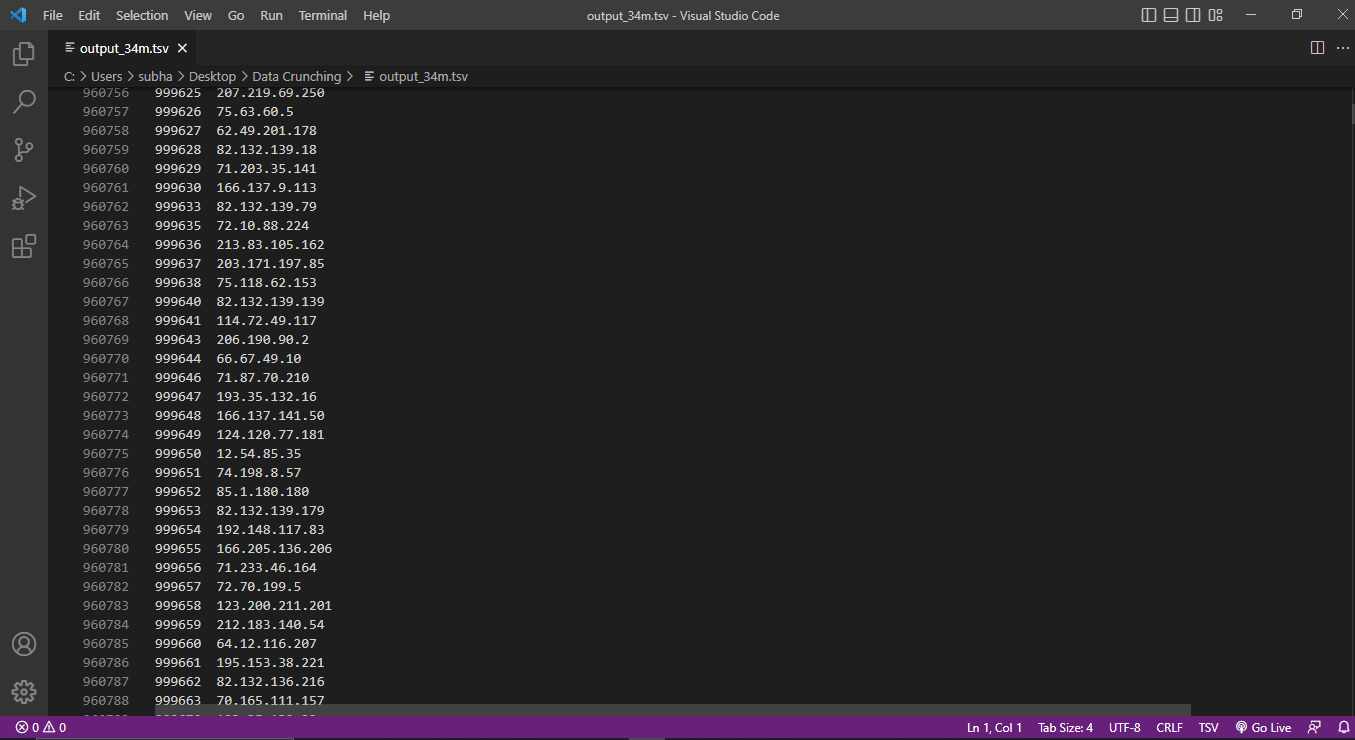 File Edit Selection View Go Run Terminal Help output_34m.tsv - Visual Studio Code
output_34m.tsv
C: > Users > subha > Desktop > Data Crunching > output_34m.tsv
960756 999625 207.219.69.250
960757 999626 75.63.60.5
960758 999627 62.49.201.178
960759 999628 82.132.139.18
960760 999629 71.203.35.141
960761 999630 166.137.9.113
960762 999633 82.132.139.79
960763 999635 72.10.88.224
960764 999636 213.83.105.162
960765 999637 203.171.197.85
960766 999638 75.118.62.153
960767 999640 82.132.139.139
960768 999641 114.72.49.117
960769 999643 206.190.90.2
960770 999644 66.67.49.10
960771 999646 71.87.70.210
960772 999647 193.35.132.16
960773 999648 166.137.141.50
960774 999649 124.120.77.181
960775 999650 12.54.85.35
960776 999651 74.198.8.57
960777 999652 85.1.180.180
960778 999653 82.132.139.179
960779 999654 192.148.117.83
960780 999655 166.205.136.206
960781 999656 71.233.46.164
960782 999657 72.70.199.5
960783 999658 123.200.211.201
960784 999659 212.183.140.54
960785 999660 64.12.116.207
960786 999661 195.153.38.221
960787 999662 82.132.136.216
960788 999663 70.165.111.157
0 0 Ln 1, Col 1 Tab Size: 4 UTF-8 CRLF TSV Go Live